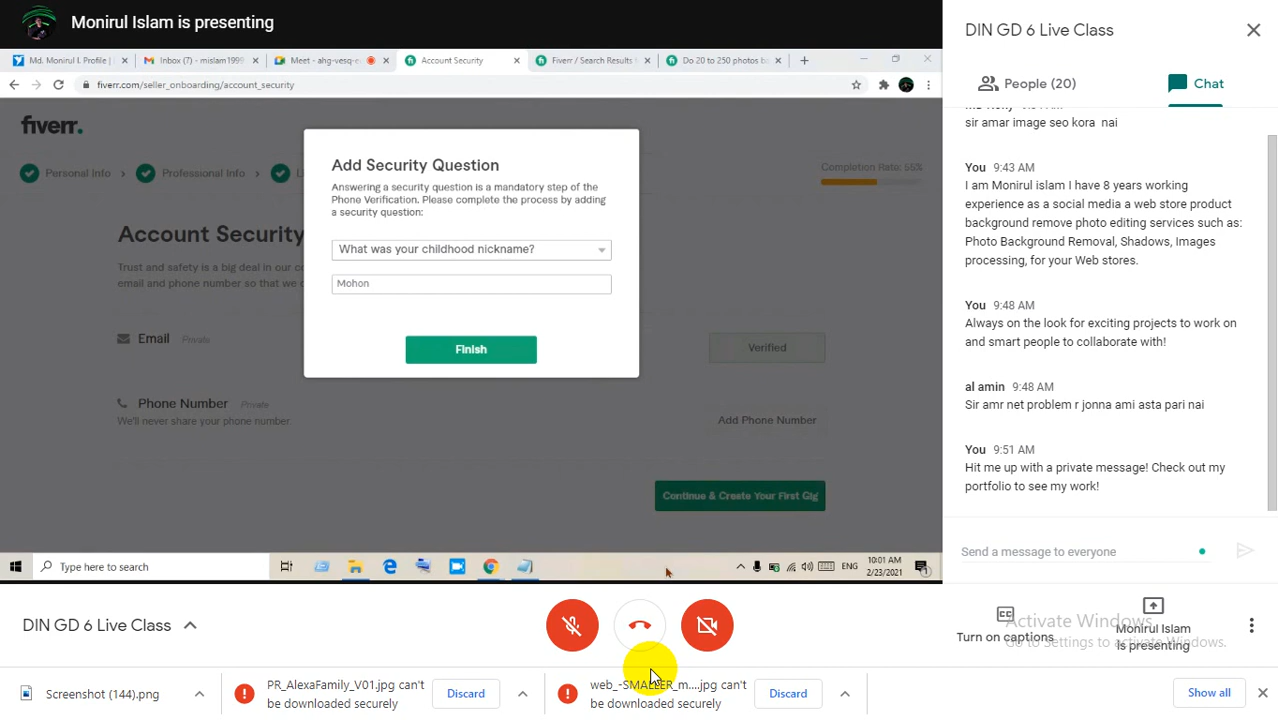 Monirul Islam is presenting
Md. Monirul I. Profile |
Inbox (7) - mislam1999
Meet - ahg-vesq-
Account Security
Fiverr / Search Results
Do 20 to 250 photos
fiverr.com/seller_onboarding/account_security
fiverr.
Personal Info
Professional Info
Completion Rate: 55%
Add Security Question
Answering a security question is a mandatory step of the
Phone Verification. Please complete the process by adding
a security question:
What was your childhood nickname?
Mohon
Finish
Account Security
Trust and safety is a big deal in our
email and phone number so that we
Email Private
Verified
Phone Number Private
We'll never share your phone number
Add Phone Number
Continue & Create Your First Gig
Type here to search
ENG
10:01 AM
2/23/2021
DIN GD 6 Live Class
People (20)
Chat
sir amar image seo kora nai
You 9:43 AM
I am Monirul islam I have 8 years working
experience as a social media a web store product
background remove photo editing services such as:
Photo Background Removal, Shadows, Images
processing, for your Web stores.
You 9:48 AM
Always on the look for exciting projects to work on
and smart people to collaborate with!
al amin 9:48 AM
Sir amr net problem r jonna ami asta pari nai
You 9:51 AM
Hit me up with a private message! Check out my
portfolio to see my work!
Send a message to everyone
DIN GD 6 Live Class
Turn on captions
Monirul Islam
is presenting
Activate Windows
Go to Settings to activate Windows.
Screenshot (144).png
PR_AlexaFamily_V01.jpg can't
be downloaded securely
Discard
web_-SMALLER_m....jpg can't
be downloaded securely
Discard
Show all